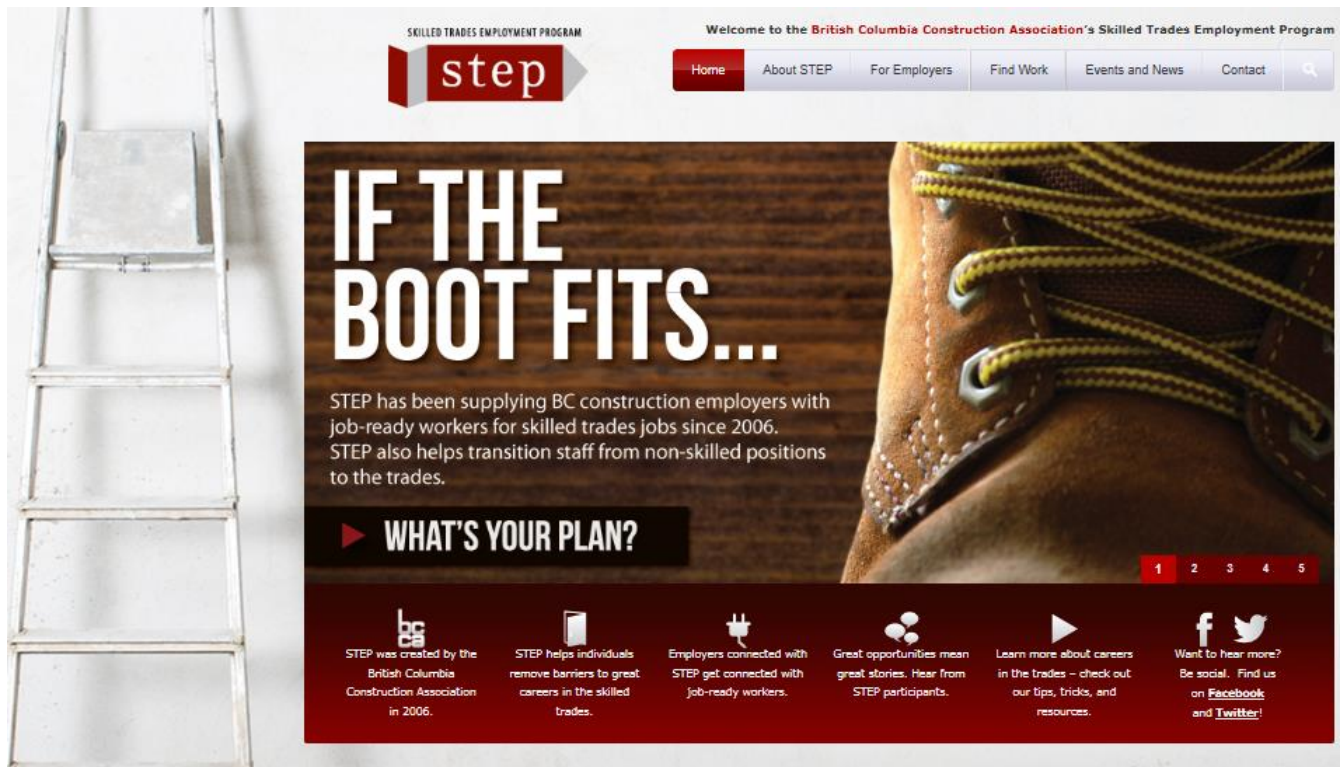 SKILLED TRADES EMPLOYMENT PROGRAM
step
Welcome to the British Columbia Construction Association's Skilled Trades Employment Program
Home About STEP For Employers Find Work Events and News Contact
IF THE
BOOT FITS...
STEP has been supplying BC construction employers with
job-ready workers for skilled trades jobs since 2006.
STEP also helps transition staff from non-skilled positions
to the trades.
WHAT'S YOUR PLAN?
1 2 3 4 5
bc
ca
STEP was created by the
British Columbia
Construction Association
in 2006.
STEP helps individuals
remove barriers to great
careers in the skilled
trades.
Employers connected with
STEP get connected with
job-ready workers.
Great opportunities mean
great stories. Hear from
STEP participants.
Learn more about careers
in the trades – check out
our tips, tricks, and
resources.
Want to hear more?
Be social. Find us
on Facebook
and Twitter!